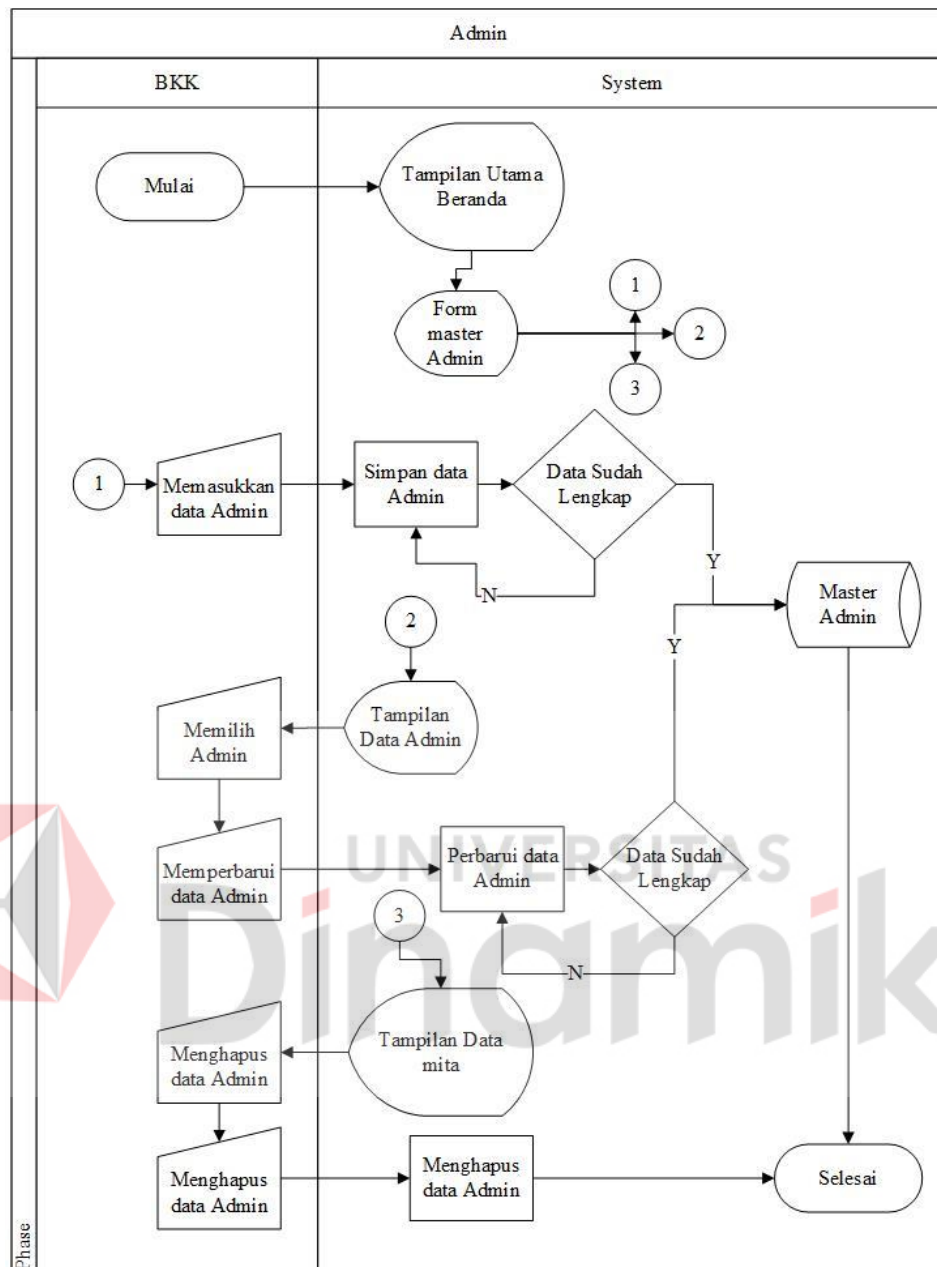 Admin
BKK
System
Mulai
Tampilan Utama
Beranda
Form
master
Admin
1
2
3
1
Memasukkan
data Admin
Simpan data
Admin
Data Sudah
Lengkap
Y
N
Master
Admin
2
Y
Tampilan
Data Admin
Memilih
Admin
Memperbarui
data Admin
Perbarui data
Admin
Data Sudah
Lengkap
N
UNIVERSITAS
Dinamika
3
Tampilan Data
mita
Menghapus
data Admin
Menghapus
data Admin
Menghapus
data Admin
Selesai
Phase